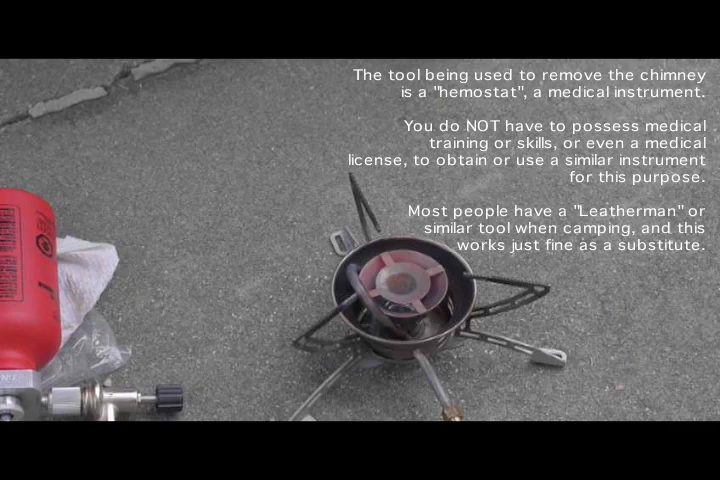 The tool being used to remove the chimney
is a "hemostat", a medical instrument.
You do NOT have to possess medical
training or skills, or even a medical
license, to obtain or use a similar instrument
for this purpose.
Most people have a "Leatherman" or
similar tool when camping, and this
works just fine as a substitute.